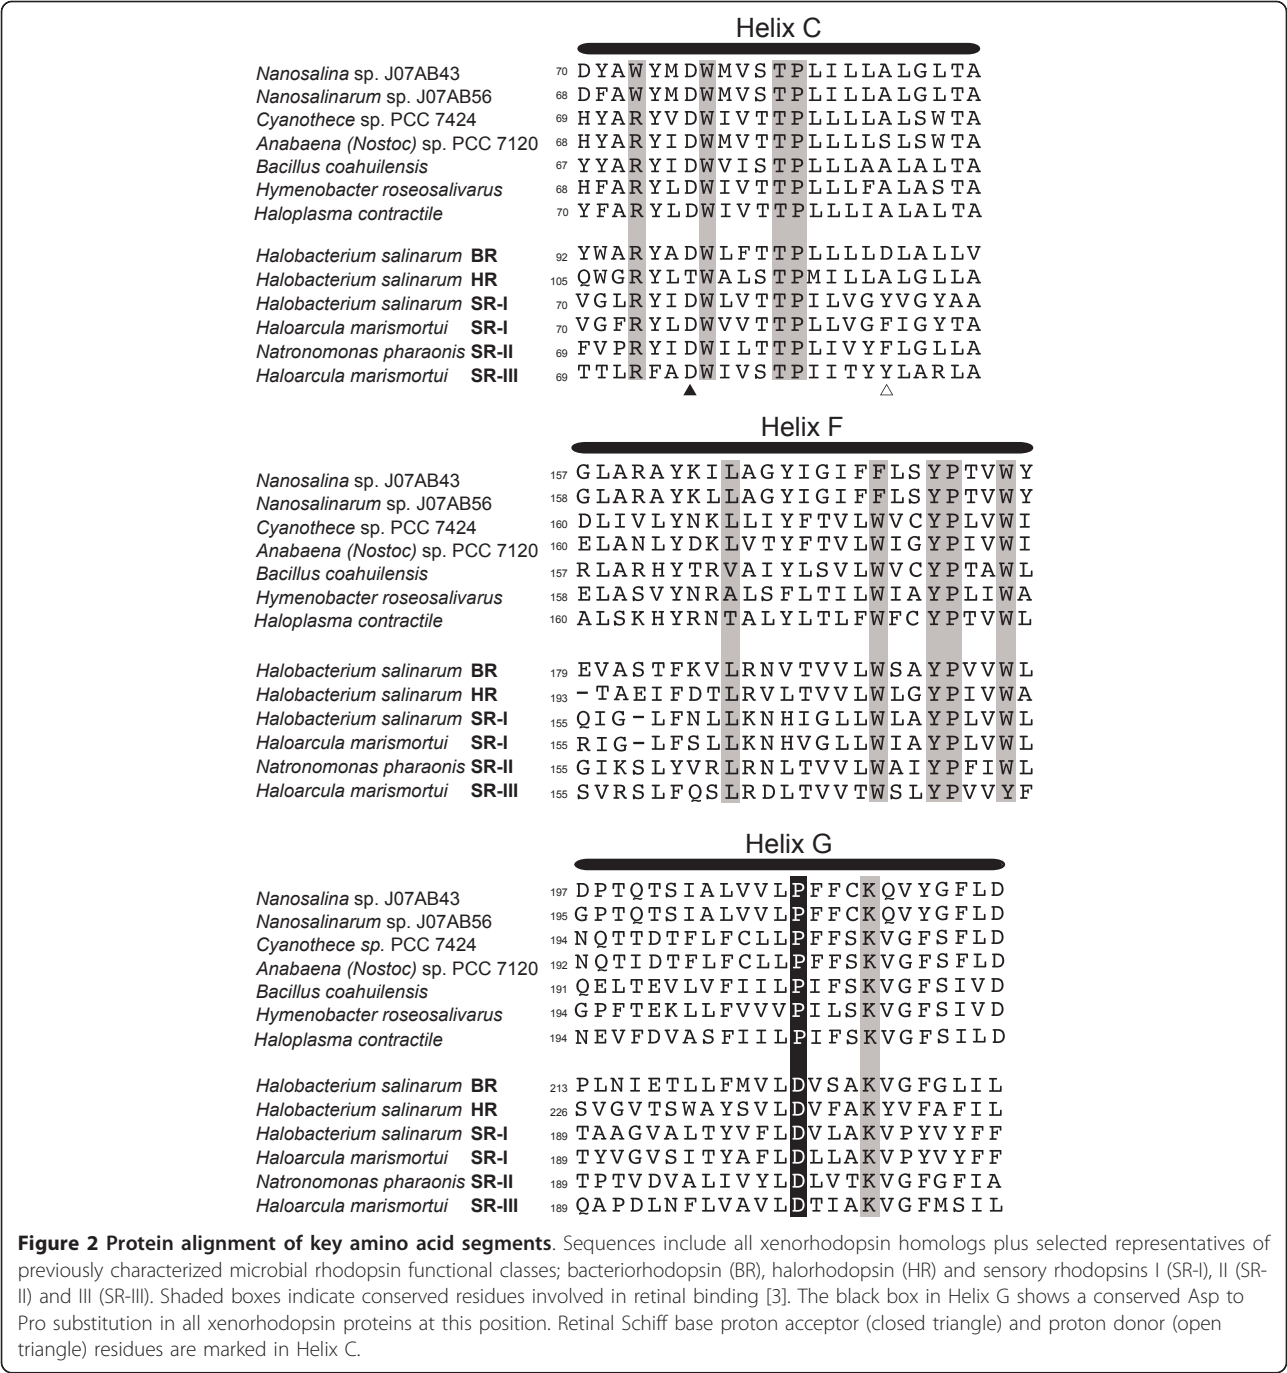 Helix C
Nanosalina sp. J07AB43 70 DYAWYMDWMVSTPLILLALGLTA
Nanosalinarum sp. J07AB56 68 DFAWYMDWMVSTPLILLALGLTA
Cyanothece sp. PCC 7424 69 HYARYVDWIVTTPLLLLALSWTA
Anabaena (Nostoc) sp. PCC 7120 68 HYARYIDWMVTTPLLLLSLSWTA
Bacillus coahuilensis 67 YYARYIDWVISTPLLLAALALTA
Hymenobacter roseosalivarus 68 HFARYLDWIVTTPLLLFALASTA
Haloplasma contractile 70 YFARYLDWIVTTPLLLIALALTA
Halobacterium salinarum BR 92 YWARYADWLFTTPLLLLDLALLV
Halobacterium salinarum HR 105 QWGRYLTWALSTPMILLALGLLA
Halobacterium salinarum SR-I 70 VGLRYIDWLVTTPILVGYVGYAA
Haloarcula marismortui SR-I 70 VGFRYLDWVVTTPLLVGFIGYTA
Natronomonas pharaonis SR-II 69 FVPRYIDWILTTPLIVYFLGLLA
Haloarcula marismortui SR-III 69 TTLRFADWIVSTPIITYYLARLA
Helix F
Nanosalina sp. J07AB43 157 GLARAYKILAGYIGIFFLSYPTVWY
Nanosalinarum sp. J07AB56 158 GLARAYKLLAGYIGIFFLSYPTVWY
Cyanothece sp. PCC 7424 160 DLIVLYNKLLIYFTVLWVCYPLVWI
Anabaena (Nostoc) sp. PCC 7120 160 ELANLYDKLVTYFTVLWIGYPIVWI
Bacillus coahuilensis 157 RLARHYTRVAIYLSVLWVCYPTAWL
Hymenobacter roseosalivarus 158 ELASVYNRALSFLTILWIAYPLIWA
Haloplasma contractile 160 ALSKHYRNTALYLTLFWFCYPTVWL
Halobacterium salinarum BR 179 EVASTFKVLRNVTVVLWSAYPVVWL
Halobacterium salinarum HR 193 -TAEIFDTLRVLTVVLWLGYPIVWA
Halobacterium salinarum SR-I 155 QIG-LFNLLKNHIGLLWLAYPLVWL
Haloarcula marismortui SR-I 155 RIG-LFSLLKNHVGLLWIAYPLVWL
Natronomonas pharaonis SR-II 155 GIKSLYVRLRNLTVVLWAIYPFIWL
Haloarcula marismortui SR-III 155 SVRSLFQSLRDLTVVTWSLYPVVYF
Helix G
Nanosalina sp. J07AB43 197 DPTQTSIALVVLPFFCKQVYGFLD
Nanosalinarum sp. J07AB56 195 GPTQTSIALVVLPFFCKQVYGFLD
Cyanothece sp. PCC 7424 194 NQTTDTFLFCLLPFFSKVGFSFLD
Anabaena (Nostoc) sp. PCC 7120 192 NQTIDTFLFCLLPFFSKVGFSFLD
Bacillus coahuilensis 191 QELTEVLVFIILPIFSKVGFSIVD
Hymenobacter roseosalivarus 194 GPFTEKLLFVVVPILSKVGFSIVD
Haloplasma contractile 194 NEVFDVASFIILPIFSKVGFSILD
Halobacterium salinarum BR 213 PLNIETLLFMVLDVSAKVGFGLIL
Halobacterium salinarum HR 226 SVGVTSWAYSVLDVFAKYVFAFIL
Halobacterium salinarum SR-I 189 TAAGVALTYVFLDVLAKVPYVYFF
Haloarcula marismortui SR-I 189 TYVGVSITYAFLDLLAKVPYVYFF
Natronomonas pharaonis SR-II 189 TPTVDVALIVYLDLVTKVGFGFIA
Haloarcula marismortui SR-III 189 QAPDLNFLVAVLDTIAKVGFMSIL
Figure 2 Protein alignment of key amino acid segments. Sequences include all xenorhodopsin homologs plus selected representatives of
previously characterized microbial rhodopsin functional classes; bacteriorhodopsin (BR), halorhodopsin (HR) and sensory rhodopsins I (SR-I), II (SR-
II) and III (SR-III). Shaded boxes indicate conserved residues involved in retinal binding [3]. The black box in Helix G shows a conserved Asp to
Pro substitution in all xenorhodopsin proteins at this position. Retinal Schiff base proton acceptor (closed triangle) and proton donor (open
triangle) residues are marked in Helix C.